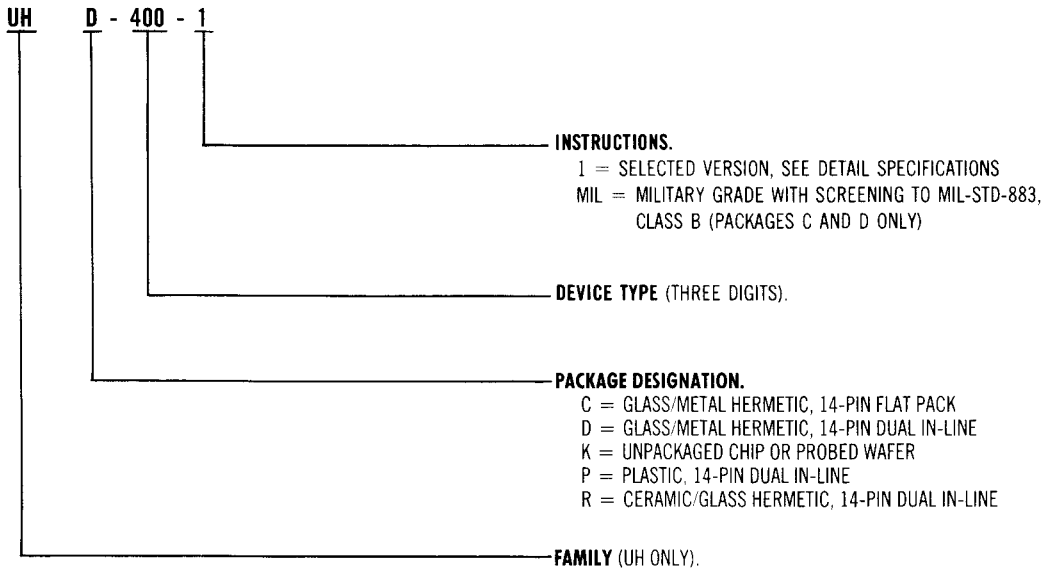 UH D - 400 - 1
INSTRUCTIONS.
1 = SELECTED VERSION, SEE DETAIL SPECIFICATIONS
MIL = MILITARY GRADE WITH SCREENING TO MIL-STD-883,
CLASS B (PACKAGES C AND D ONLY)
DEVICE TYPE (THREE DIGITS).
PACKAGE DESIGNATION.
C = GLASS/METAL HERMETIC, 14-PIN FLAT PACK
D = GLASS/METAL HERMETIC, 14-PIN DUAL IN-LINE
K = UNPACKAGED CHIP OR PROBED WAFER
P = PLASTIC, 14-PIN DUAL IN-LINE
R = CERAMIC/GLASS HERMETIC, 14-PIN DUAL IN-LINE
FAMILY (UH ONLY).